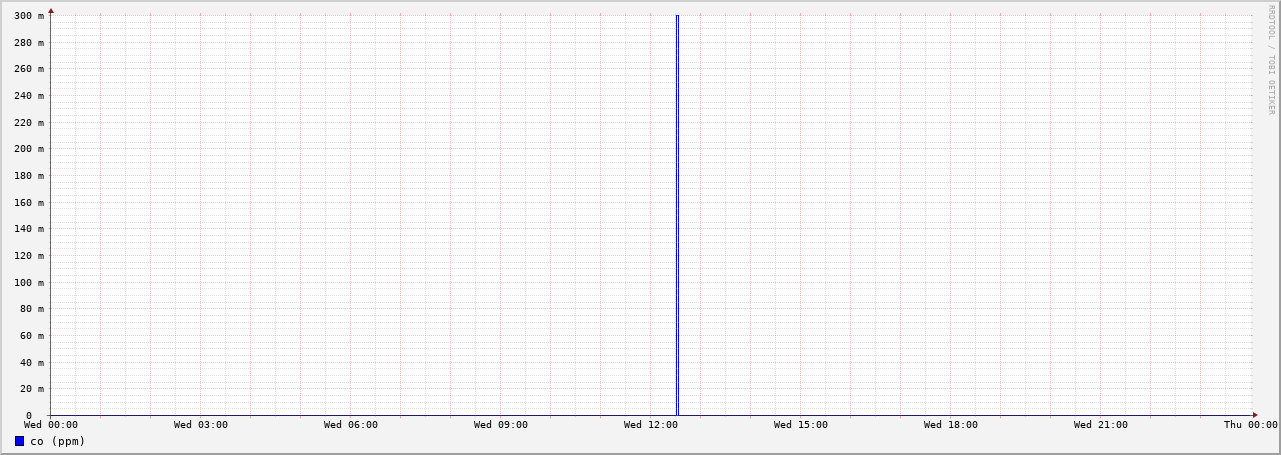 300 m
280 m
260 m
240 m
220 m
200 m
180 m
160 m
140 m
120 m
100 m
80 m
60 m
40 m
20 m
0
Wed 00:00 Wed 03:00 Wed 06:00 Wed 09:00 Wed 12:00 Wed 15:00 Wed 18:00 Wed 21:00 Thu 00:00
co (ppm)
RRDTOOL / TOBI OETIKER